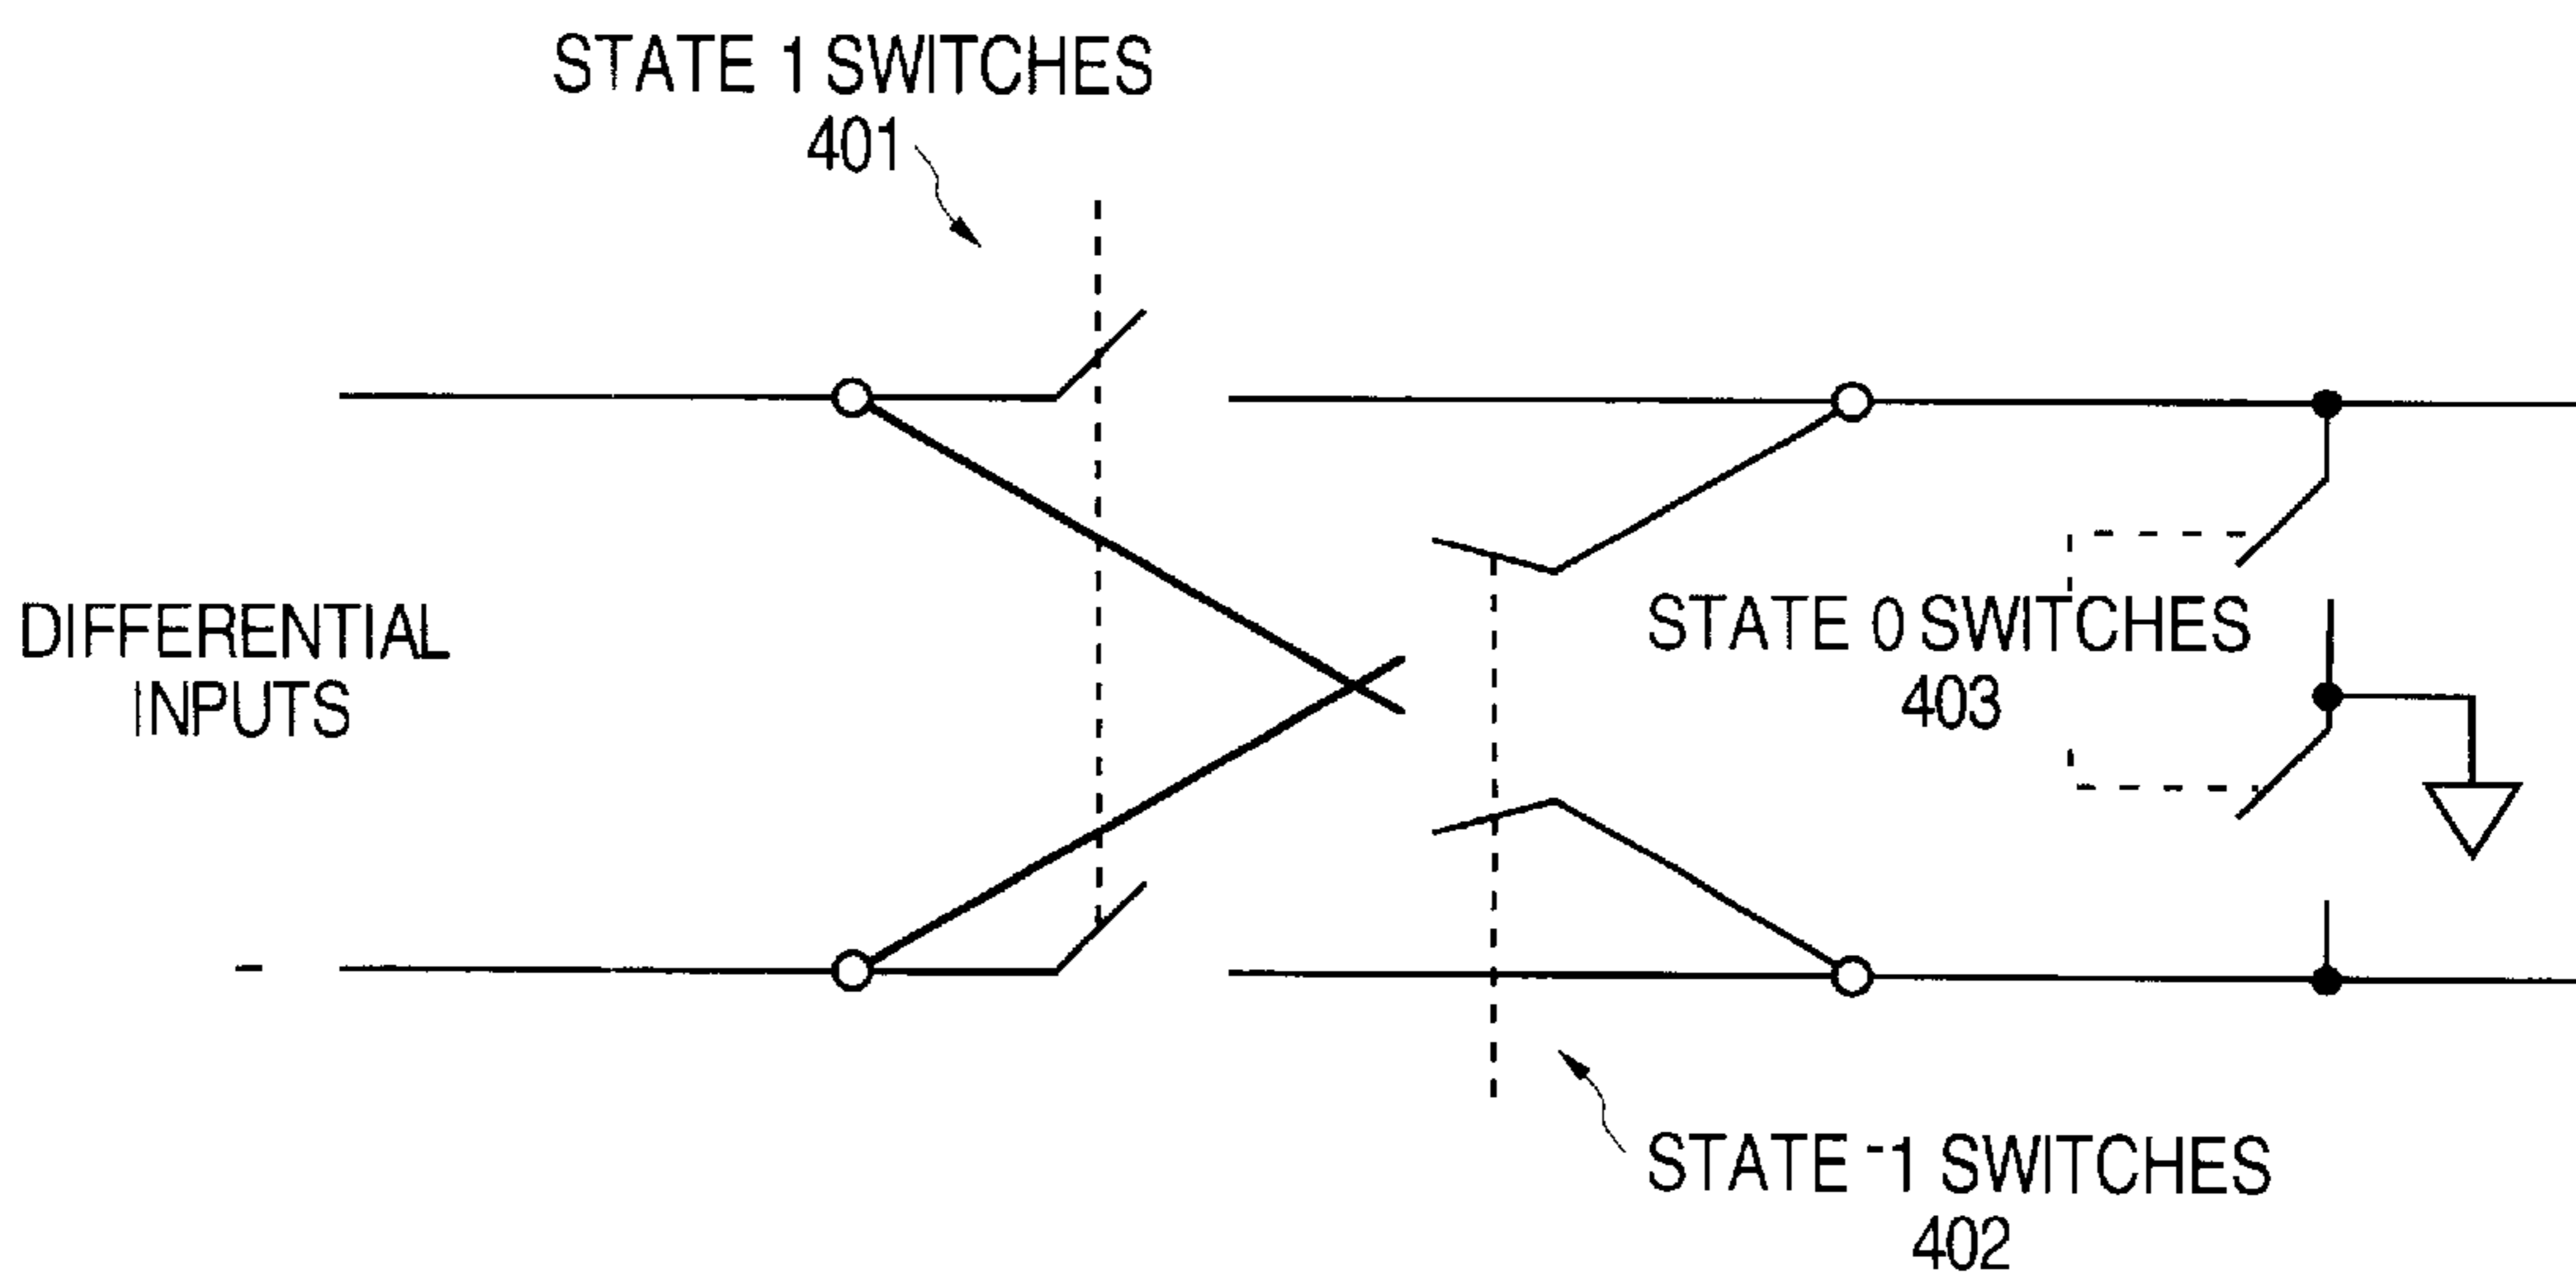 STATE 1 SWITCHES
401
DIFFERENTIAL
INPUTS
STATE 0 SWITCHES
403
-
STATE -1 SWITCHES
402